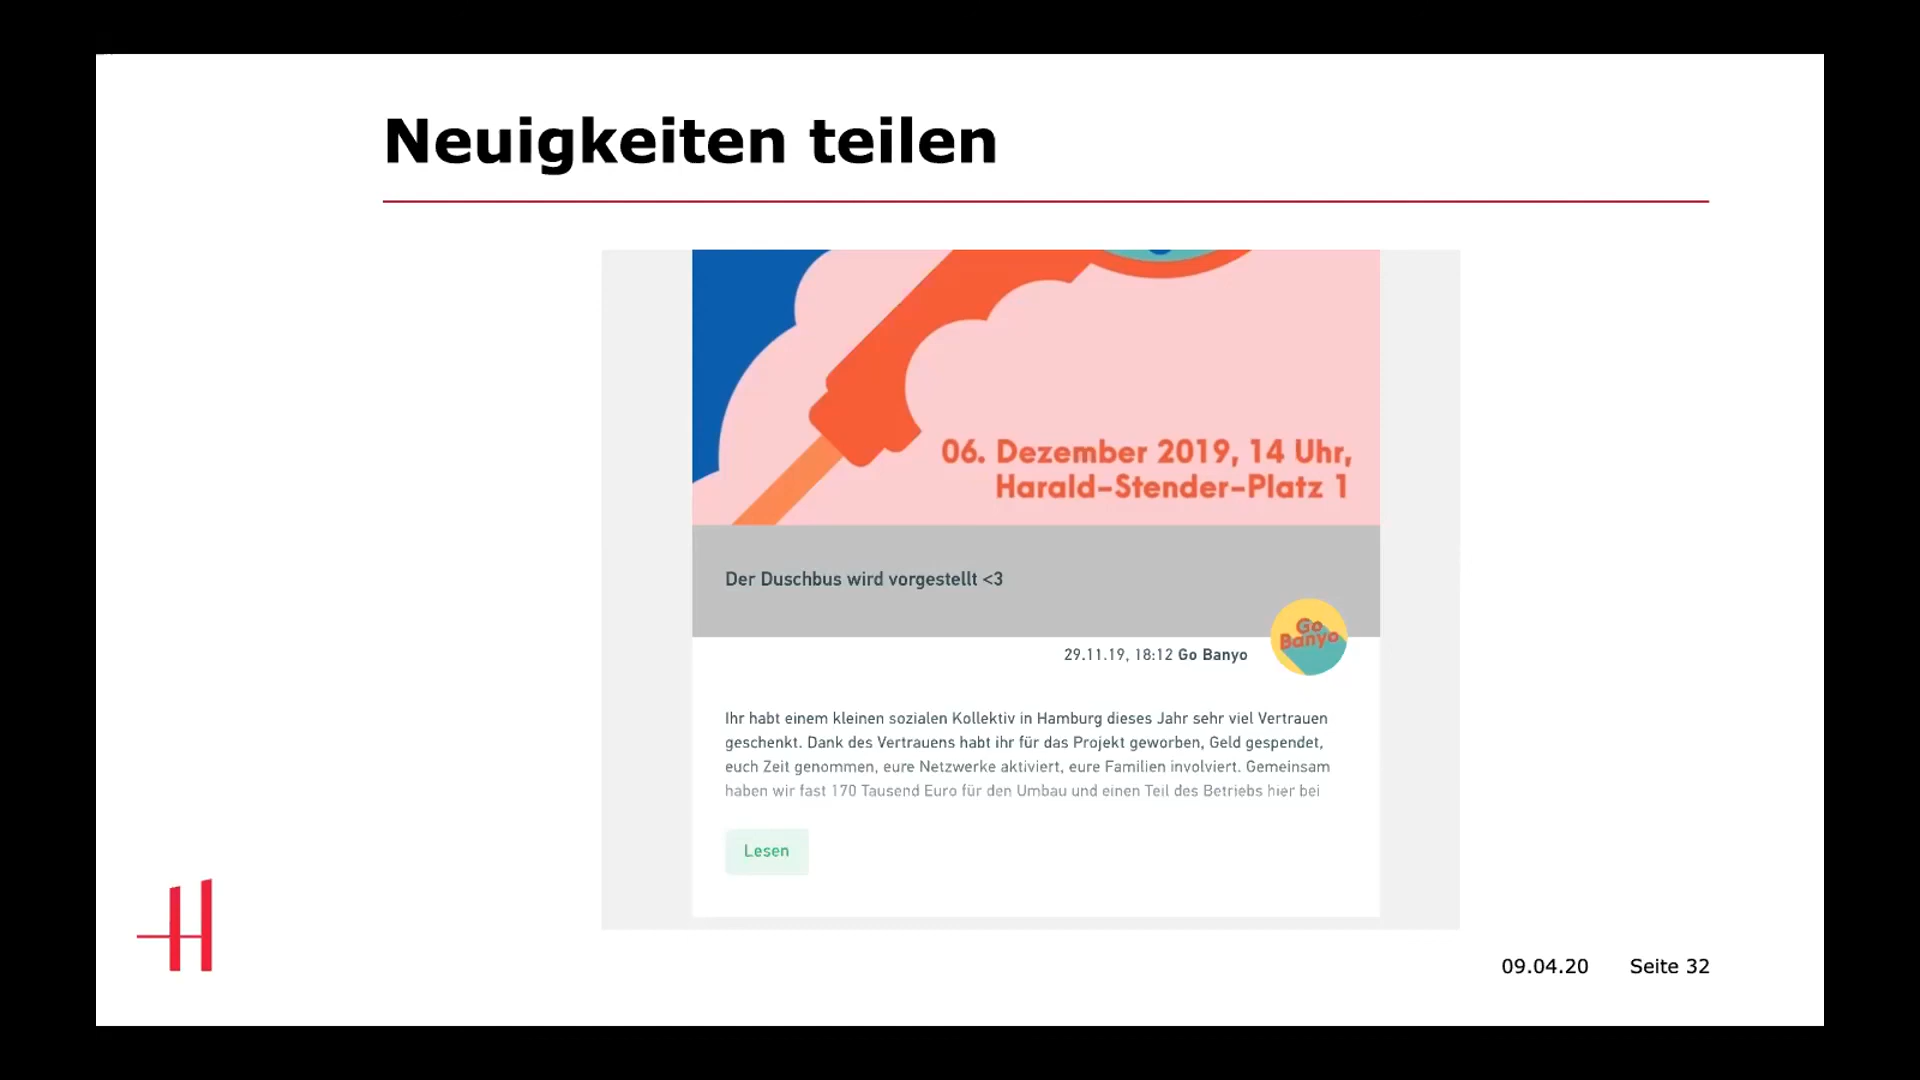 Neuigkeiten teilen
06. Dezember 2019, 14 Uhr,
Harald-Stender-Platz 1
Der Duschbus wird vorgestellt <3
Go
Banyo
29.11.19, 18:12 Go Banyo
Ihr habt einem kleinen sozialen Kollektiv in Hamburg dieses Jahr sehr viel Vertrauen
geschenkt. Dank des Vertrauens habt ihr für das Projekt geworben, Geld gespendet,
euch Zeit genommen, eure Netzwerke aktiviert, eure Familien involviert. Gemeinsam
haben wir fast 170 Tausend Euro für den Umbau und einen Teil des Betriebs hier bei
Lesen
H
09.04.20 Seite 32